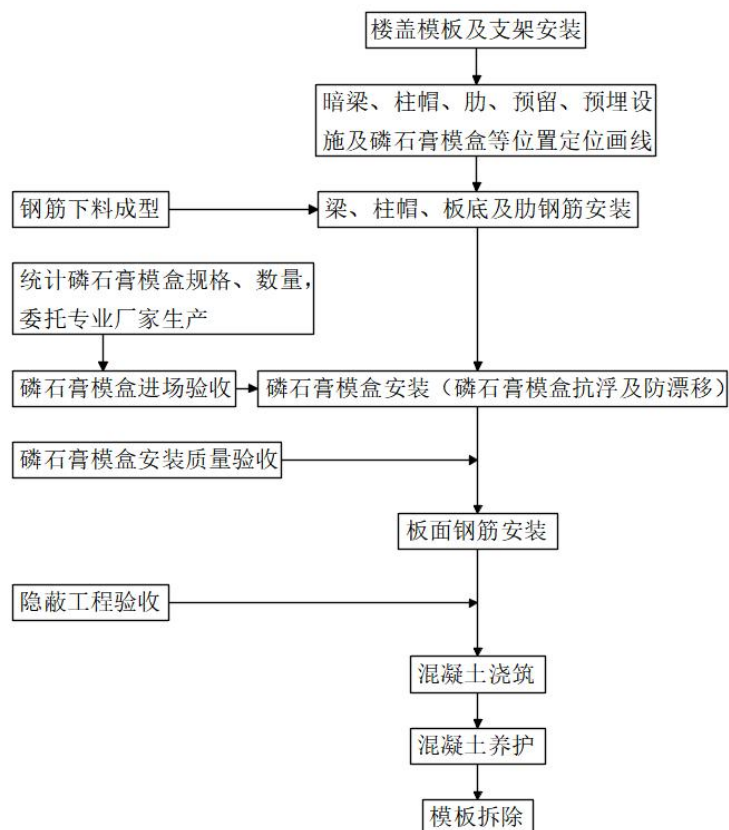 楼盖模板及支架安装
暗梁、柱帽、肋、预留、预埋设
施及磷石膏模盒等位置定位画线
钢筋下料成型
梁、柱帽、板底及肋钢筋安装
统计磷石膏模盒规格、数量，
委托专业厂家生产
磷石膏模盒进场验收
磷石膏模盒安装（磷石膏模盒抗浮及防漂移）
磷石膏模盒安装质量验收
板面钢筋安装
隐蔽工程验收
混凝土浇筑
混凝土养护
模板拆除